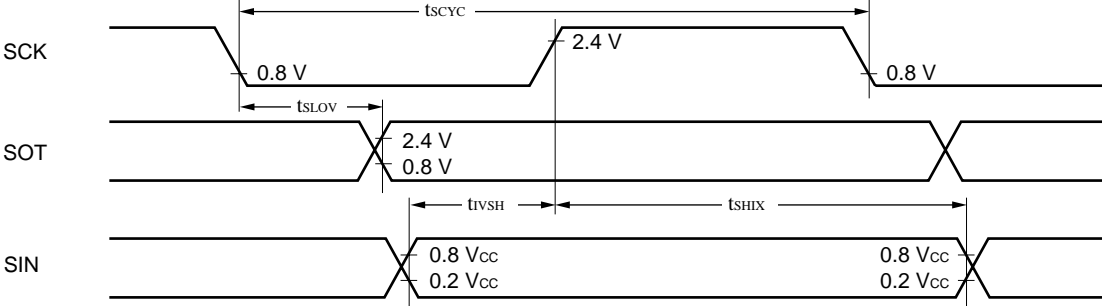 tSCYC
SCK
2.4 V
0.8 V
0.8 V
tSLOV
SOT
2.4 V
0.8 V
tIVSH
tSHIX
SIN
0.8 VCC
0.8 VCC
0.2 VCC
0.2 VCC